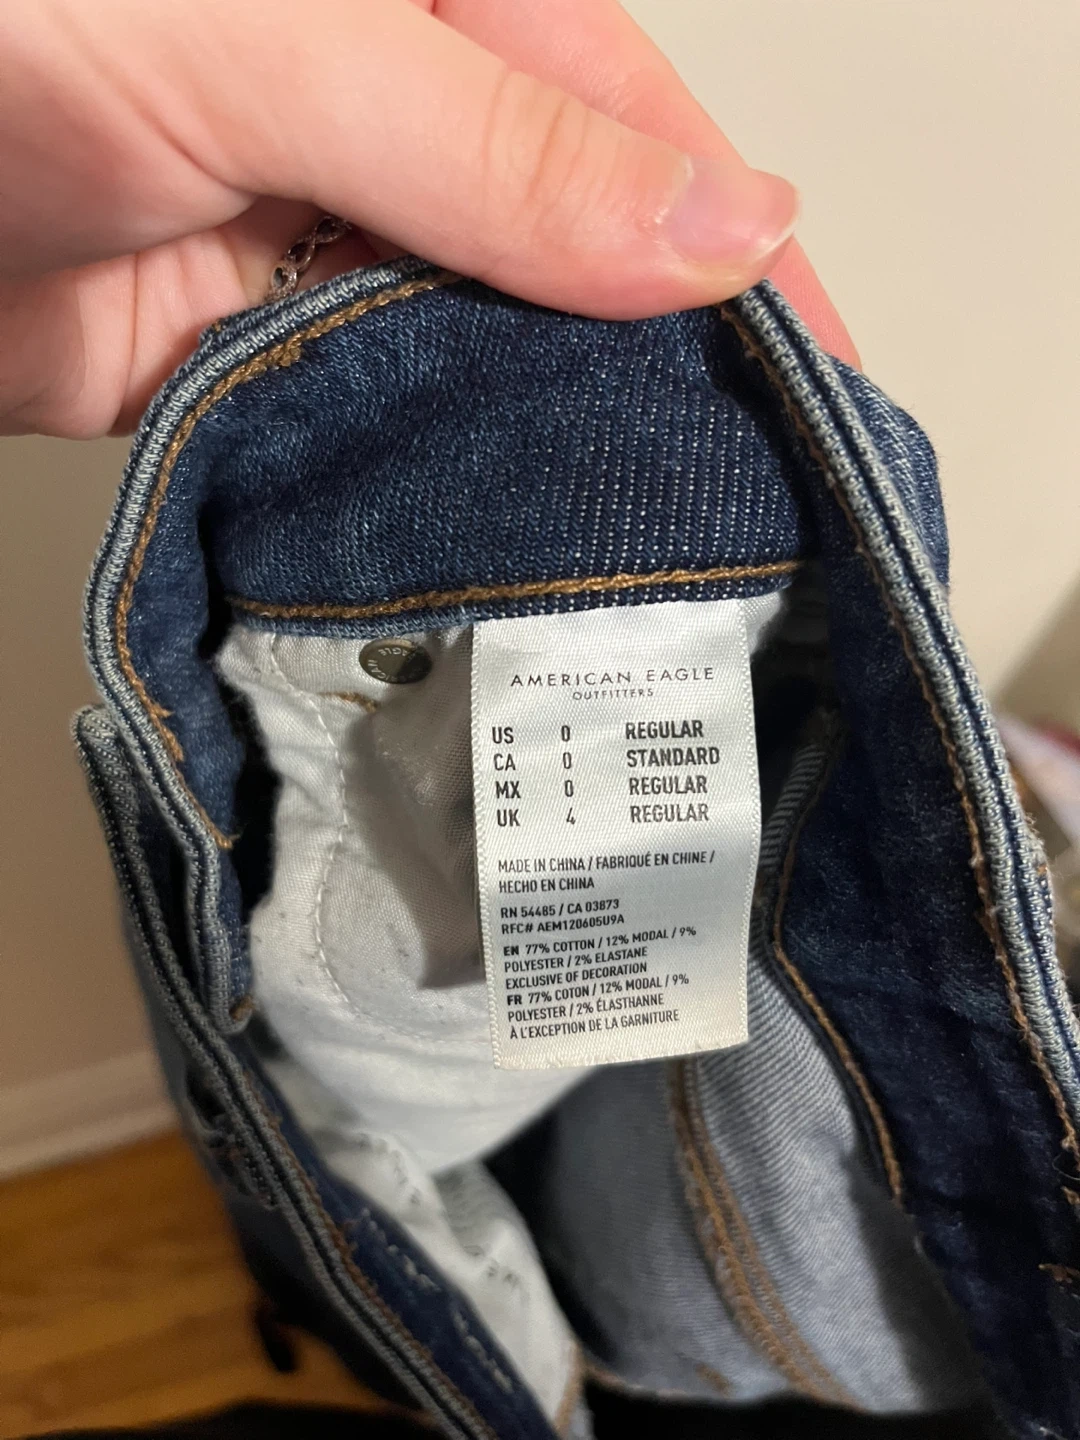 AMERICAN EAGLE
OUTFITTERS
US 0 REGULAR
CA 0 STANDARD
MX 0 REGULAR
UK 4 REGULAR
MADE IN CHINA / FABRIQUÉ EN CHINE /
HECHO EN CHINA
RN 54485 / CA 03873
RFC# AEM120605U9A
EN 77% COTTON / 12% MODAL / 9%
POLYESTER / 2% ELASTANE
EXCLUSIVE OF DECORATION
FR 77% COTON / 12% MODAL / 9%
POLYESTER / 2% ÉLASTHANNE
À L'EXCEPTION DE LA GARNITURE